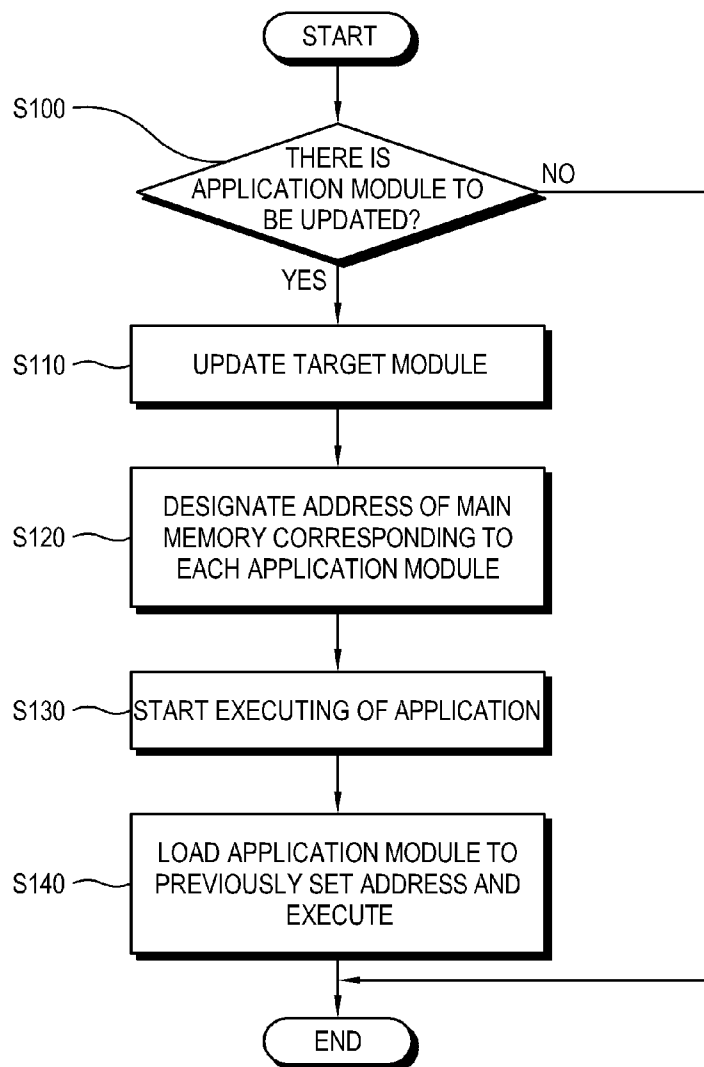 START
S100
THERE IS
APPLICATION MODULE TO
BE UPDATED?
NO
YES
S110
UPDATE TARGET MODULE
S120
DESIGNATE ADDRESS OF MAIN
MEMORY CORRESPONDING TO
EACH APPLICATION MODULE
S130
START EXECUTING OF APPLICATION
S140
LOAD APPLICATION MODULE TO
PREVIOUSLY SET ADDRESS AND
EXECUTE
END